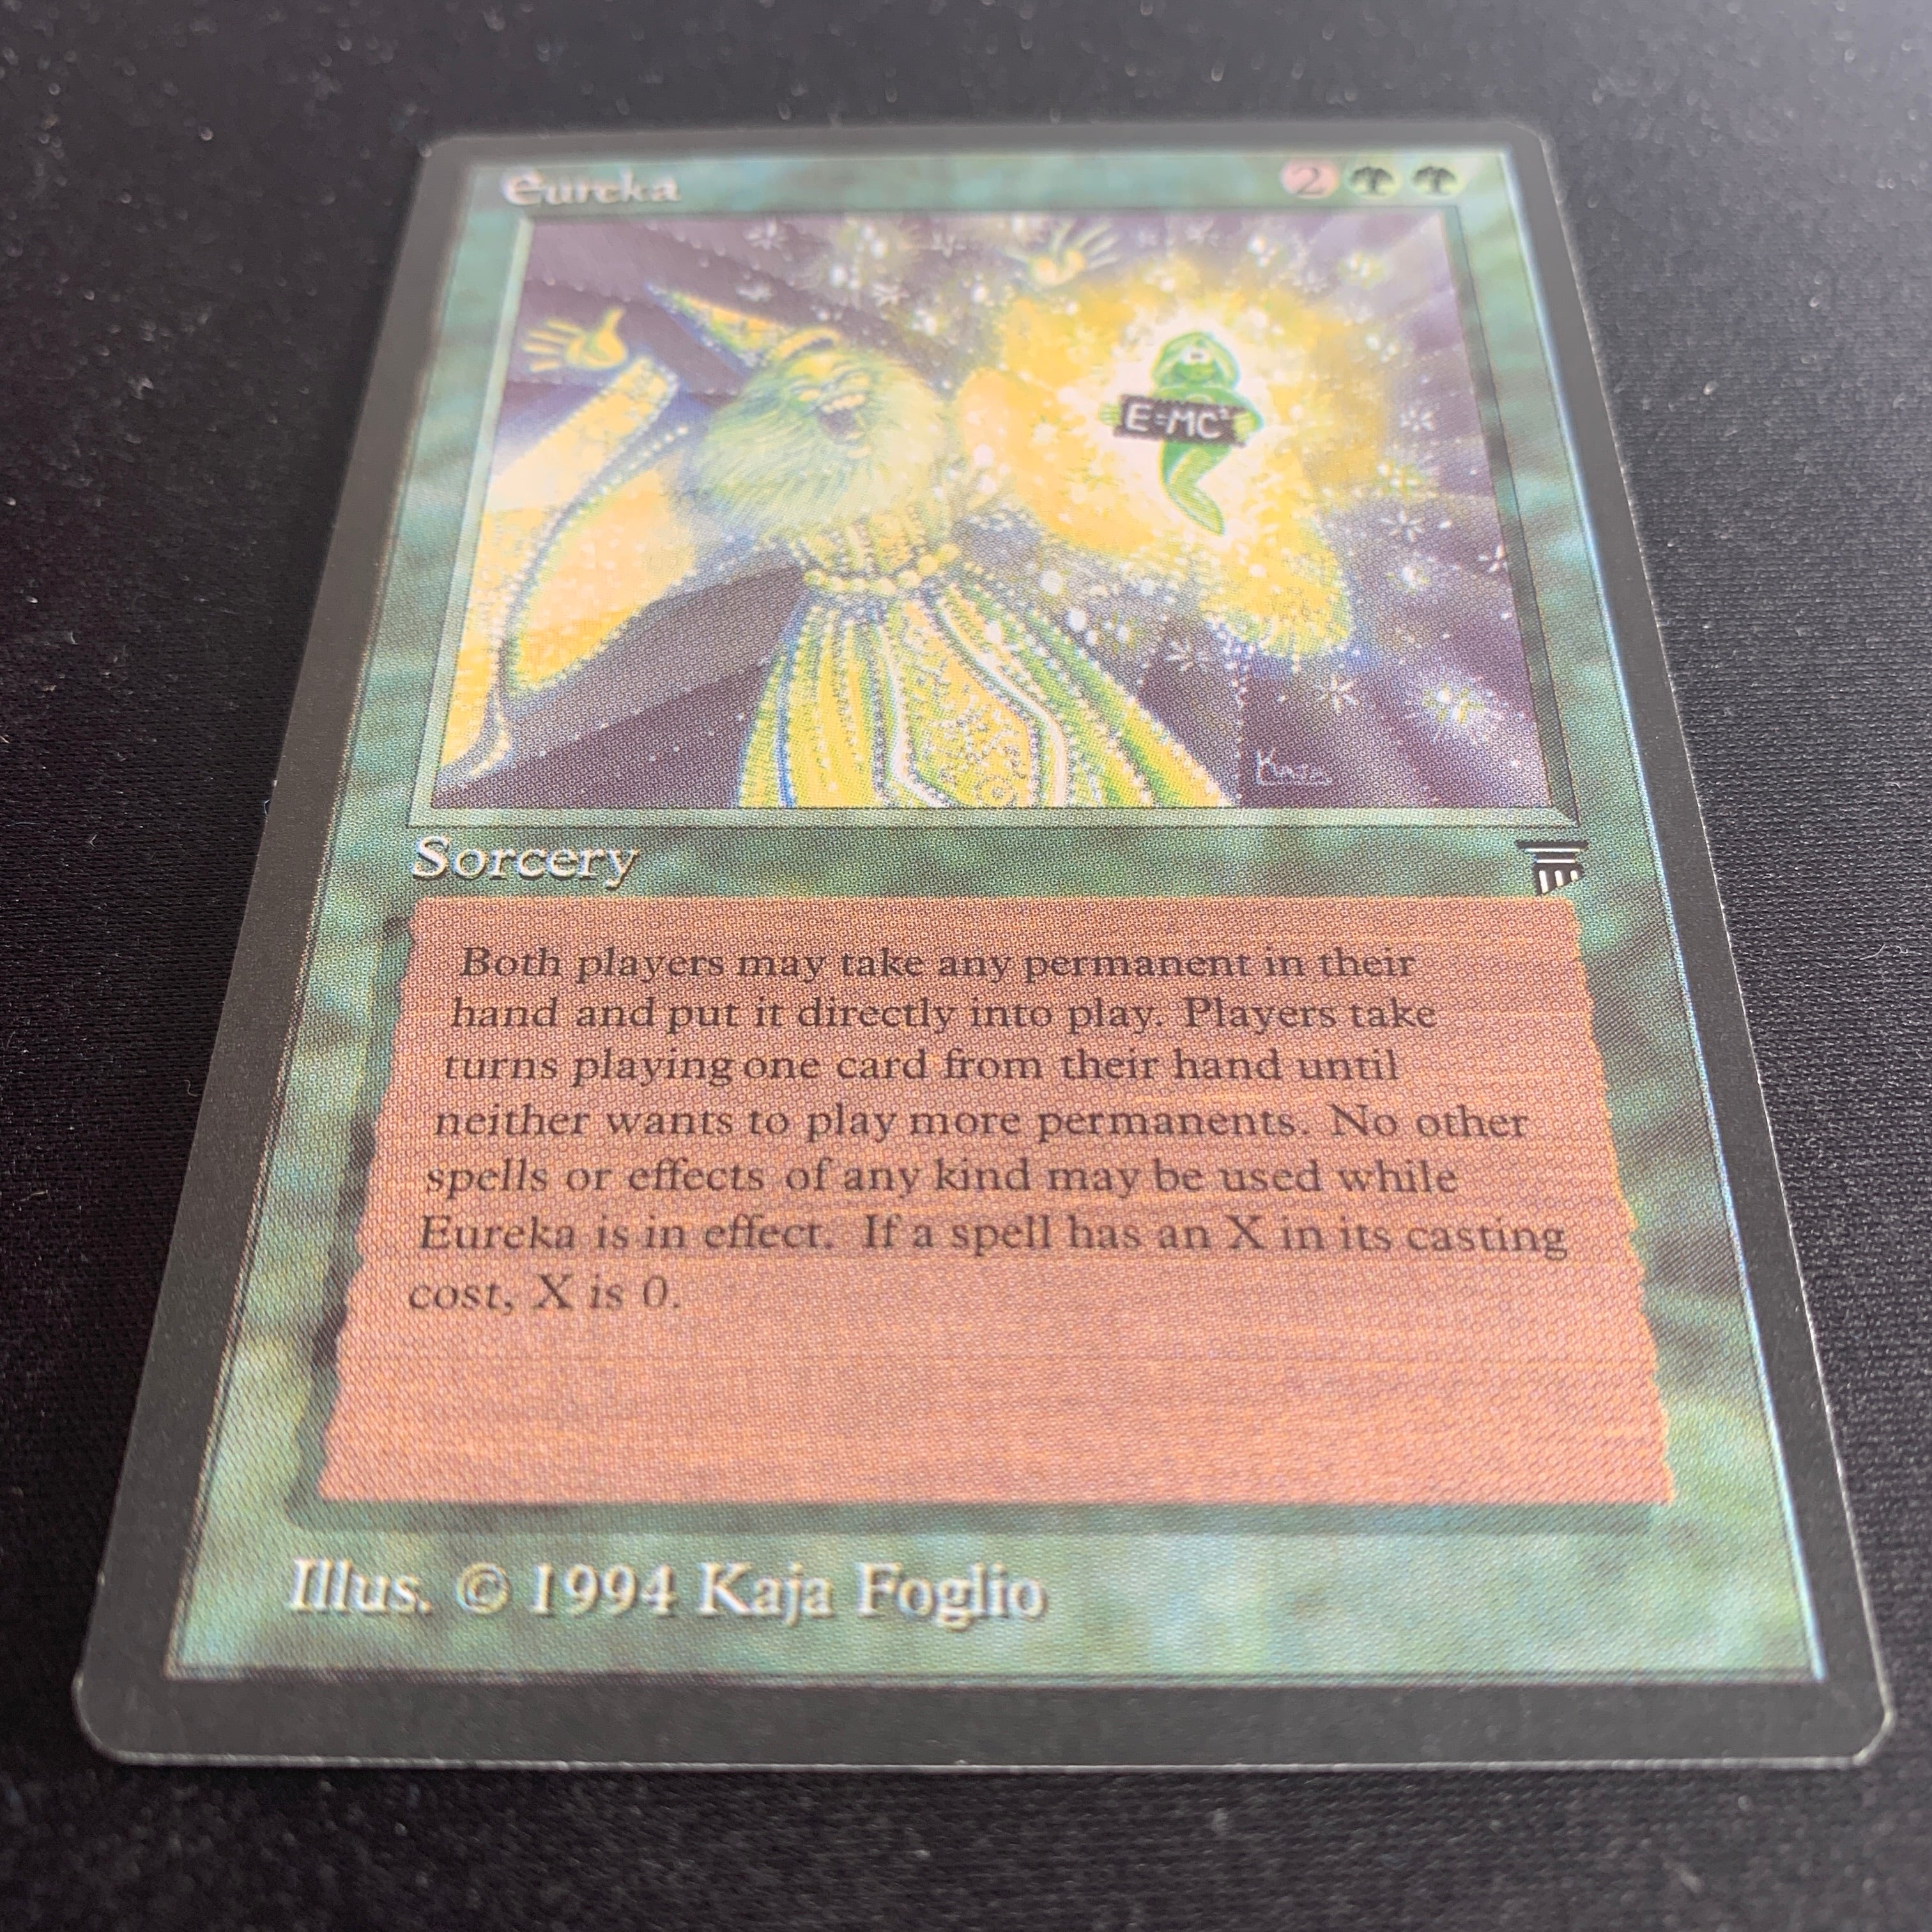 Eureka 2
E=MC²
Kaja
Sorcery
Both players may take any permanent in their
hand and put it directly into play. Players take
turns playing one card from their hand until
neither wants to play more permanents. No other
spells or effects of any kind may be used while
Eureka is in effect. If a spell has an X in its casting
cost, X is 0.
Illus. © 1994 Kaja Foglio